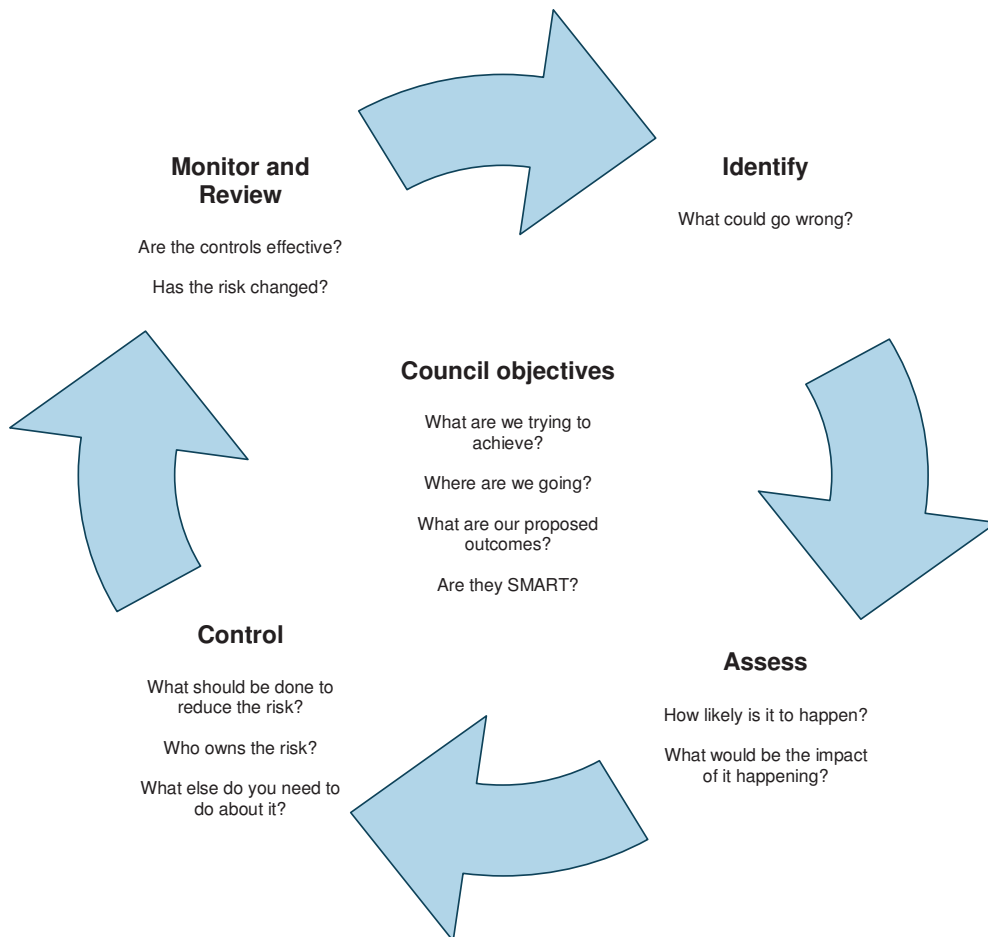 Monitor and
Review
Are the controls effective?
Has the risk changed?
Identify
What could go wrong?
Council objectives
What are we trying to
achieve?
Where are we going?
What are our proposed
outcomes?
Are they SMART?
Control
What should be done to
reduce the risk?
Who owns the risk?
What else do you need to
do about it?
Assess
How likely is it to happen?
What would be the impact
of it happening?